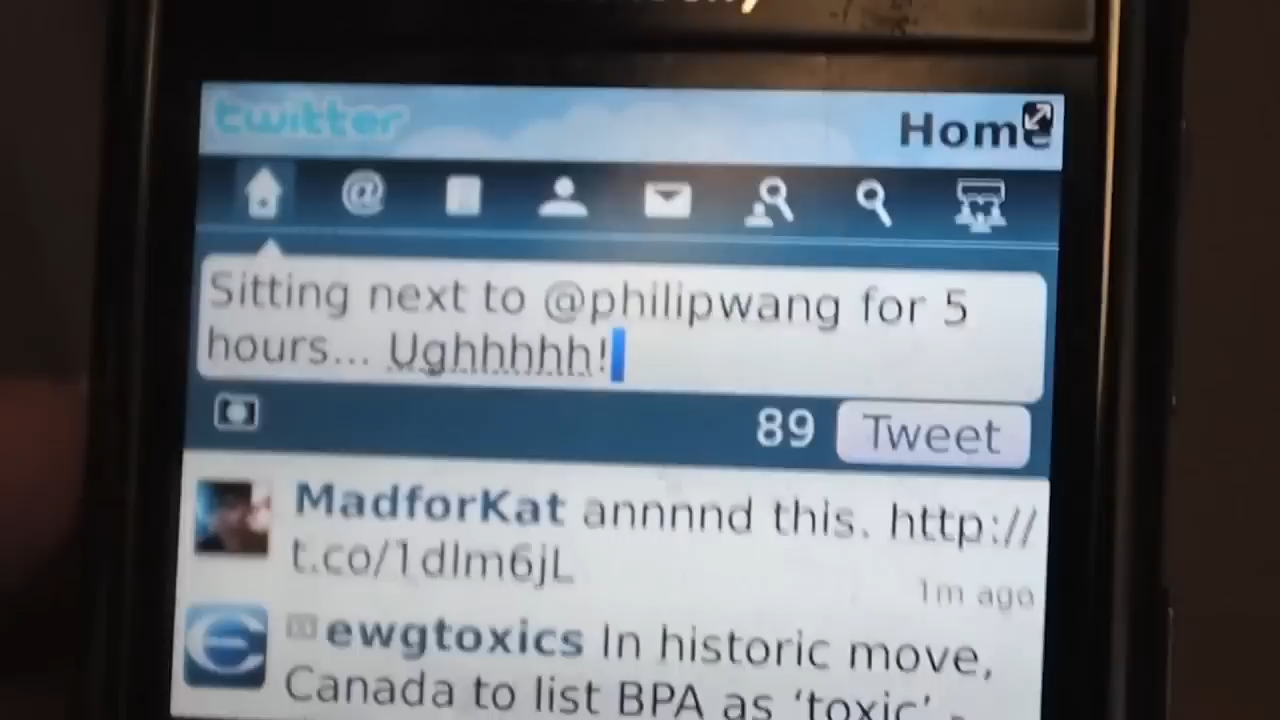 twitter
Home
@
Sitting next to @philipwang for 5
hours... Ughhhhh!
89 Tweet
MadforKat annnnd this. http://
t.co/1dlm6jL
1m ago
ewgtoxics In historic move,
Canada to list BPA as ‘toxic’ -